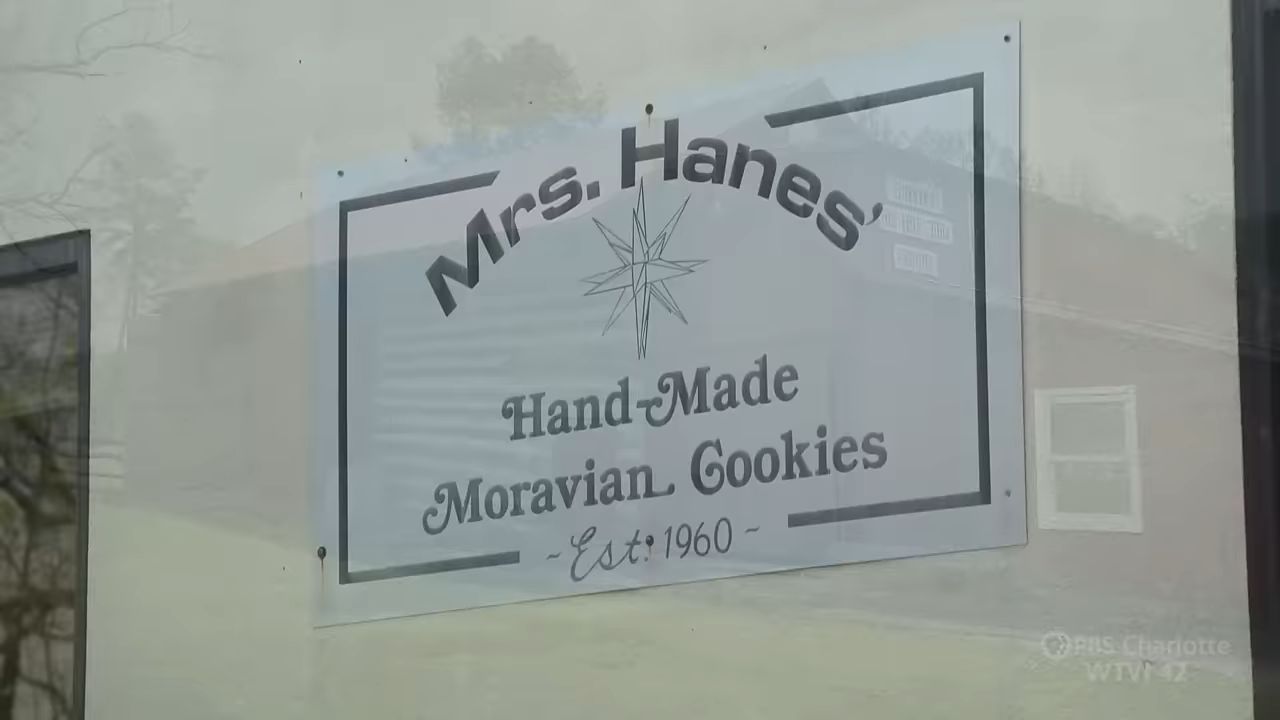 Mrs. Hanes'
Hand-Made
Moravian Cookies
~ Est. 1960 ~
PBS Charlotte
WTVI 42